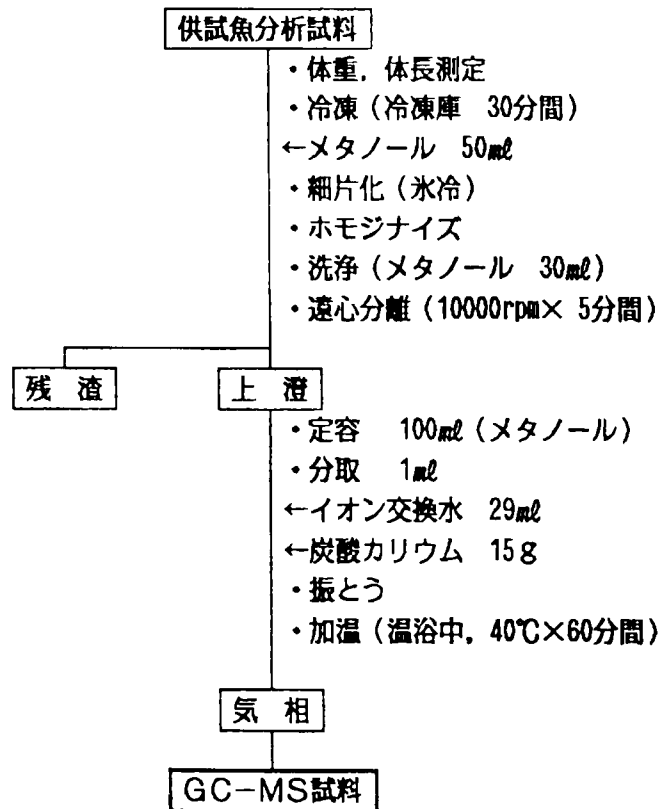 供試魚分析試料
・体重，体長測定
・冷凍（冷凍庫　30分間）
←メタノール　50㎖
・細片化（氷冷）
・ホモジナイズ
・洗浄（メタノール　30㎖）
・遠心分離（10000rpm× 5分間）
残　渣
上　澄
・定容　100㎖（メタノール）
・分取　1㎖
←イオン交換水　29㎖
←炭酸カリウム　15g
・振とう
・加温（温浴中，40℃×60分間）
気　相
GC−MS試料